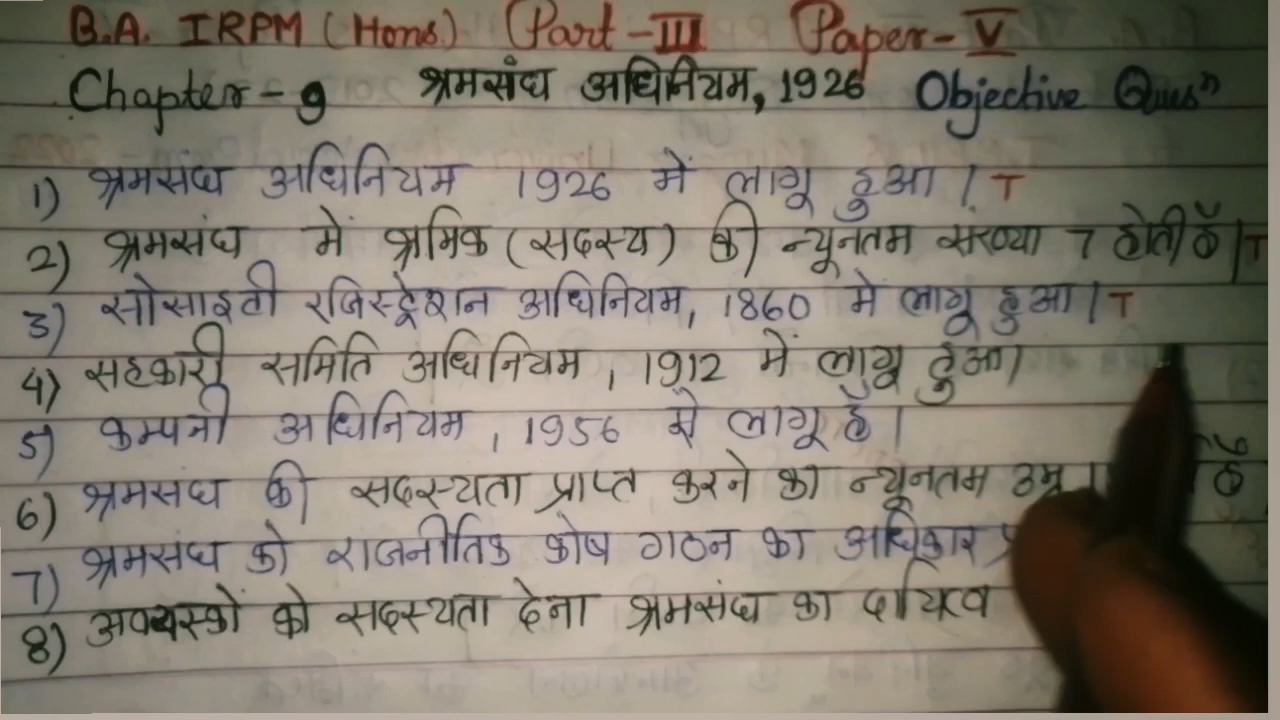 B.A. IRPM (Hons.) Part-III Paper-V
Chapter-9 श्रमसंघ अधिनियम, 1926 Objective Quesn
1) श्रमसंघ अधिनियम 1926 में लागू हुआ। T
2) श्रमसंघ में श्रमिक (सदस्य) की न्यूनतम संख्या 7 होती है। T
3) सोसाइटी रजिस्ट्रेशन अधिनियम, 1860 में लागू हुआ। T
4) सहकारी समिति अधिनियम, 1912 में लागू हुआ।
5) कम्पनी अधिनियम, 1956 से लागू है।
6) श्रमसंघ की सदस्यता प्राप्त करने का न्यूनतम उम्र है
7) श्रमसंघ को राजनीतिक कोष गठन का अधिकार
8) अवयस्कों को सदस्यता देना श्रमसंघ का दायित्व